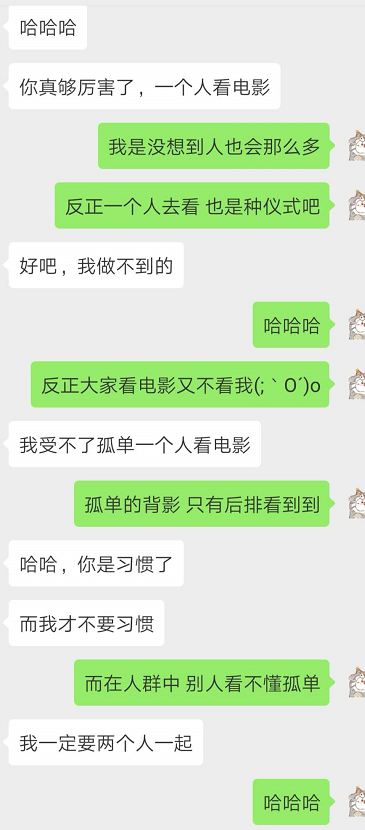 哈哈哈
你真够厉害了，一个人看电影
我是没想到人也会那么多
反正一个人去看 也是种仪式吧
好吧，我做不到的
哈哈哈
反正大家看电影又不看我(;｀O´)o
我受不了孤单一个人看电影
孤单的背影 只有后排看到到
哈哈，你是习惯了
而我才不要习惯
而在人群中 别人看不懂孤单
我一定要两个人一起
哈哈哈